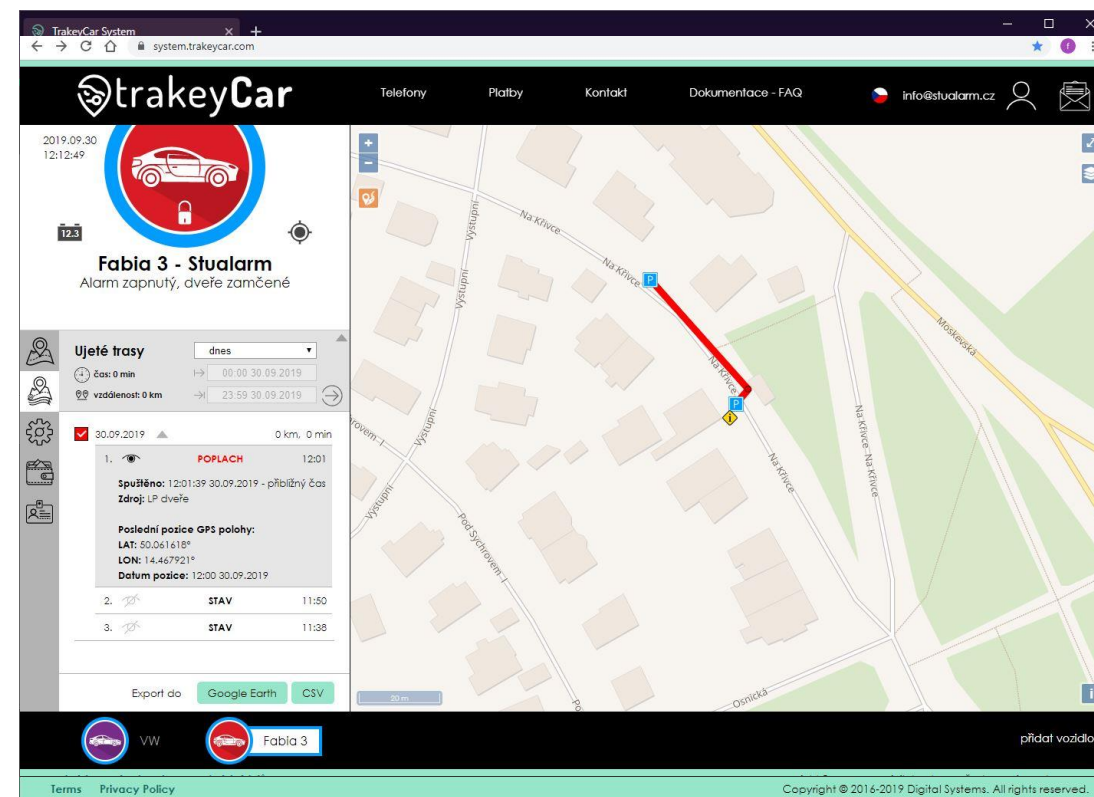 TrakeyCar System
system.trakeycar.com
f
trakeyCar
Telefony
Platby
Kontakt
Dokumentace - FAQ
info@stualarm.cz
2019.09.30
12:12:49
12.3
Fabia 3 - Stualarm
Alarm zapnutý, dveře zamčené
Ujeté trasy
dnes
čas: 0 min
00:00 30.09.2019
vzdálenost: 0 km
23:59 30.09.2019
30.09.2019
0 km, 0 min
1. POPLACH 12:01
Spuštěno: 12:01:39 30.09.2019 - přibližný čas
Zdroj: LP dveře
Poslední pozice GPS polohy:
LAT: 50.061618°
LON: 14.467921°
Datum pozice: 12:00 30.09.2019
2. STAV 11:50
3. STAV 11:38
Export do
Google Earth
CSV
+
−
Výstupní
Na Křivce
Na Křivce
P
Výstupní
Moskevská
Na Křivce
P
i
Výstupní
Na Křivce-Na Křivce
Na Křivce
Výstupní
Pod Sychrovem I
Osnická
20 m
i
VW
Fabia 3
přidat vozidlo
Terms
Privacy Policy
Copyright © 2016-2019 Digital Systems. All rights reserved.